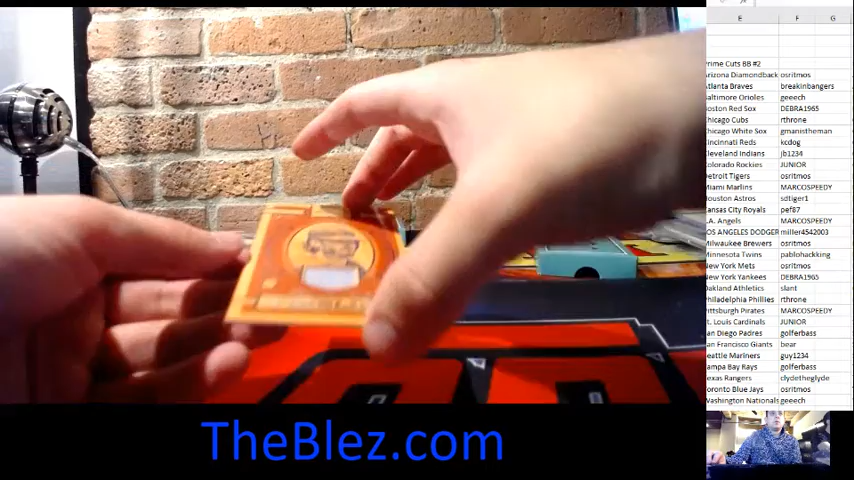 E F G
Prime Cuts BB #2
Arizona Diamondback osritmos
Atlanta Braves breakinbangers
Baltimore Orioles geeech
Boston Red Sox DEBRA1965
Chicago Cubs rthrone
Chicago White Sox gmanistheman
Cincinnati Reds kcdog
Cleveland Indians jb1234
Colorado Rockies JUNIOR
Detroit Tigers osritmos
Miami Marlins MARCOSPEEDY
Houston Astros sdtiger1
Kansas City Royals pef87
L.A. Angels MARCOSPEEDY
LOS ANGELES DODGER miller4542003
Milwaukee Brewers osritmos
Minnesota Twins pablohockking
New York Mets osritmos
New York Yankees DEBRA1965
Oakland Athletics slant
Philadelphia Phillies rthrone
Pittsburgh Pirates MARCOSPEEDY
St. Louis Cardinals JUNIOR
San Diego Padres golferbass
San Francisco Giants bear
Seattle Mariners guy1234
Tampa Bay Rays golferbass
Texas Rangers clydetheglyde
Toronto Blue Jays osritmos
Washington Nationals geeech
TheBlez.com